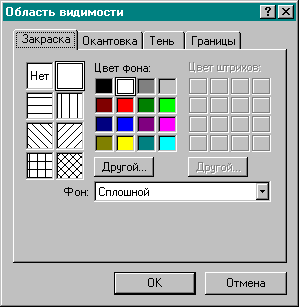 Область видимости
Закраска Окантовка Тень Границы
Нет Цвет фона: Цвет штрихов:
Другой... Другой...
Фон: Сплошной
OK Отмена